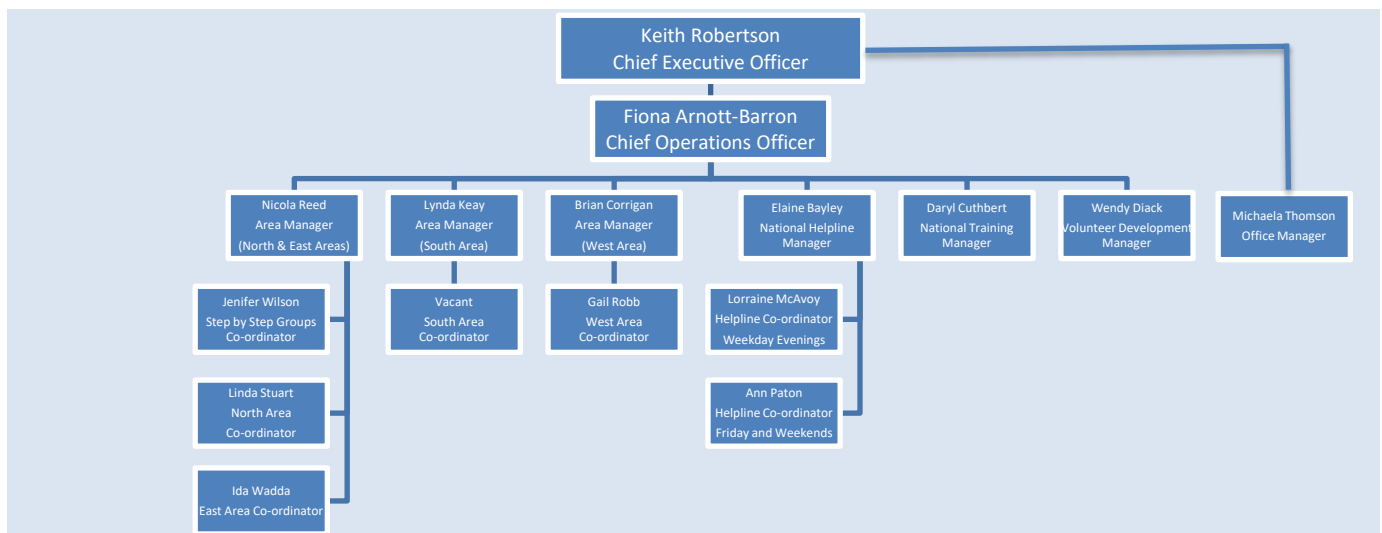 Keith Robertson
Chief Executive Officer
Fiona Arnott-Barron
Chief Operations Officer
Nicola Reed
Area Manager
(North & East Areas)
Lynda Keay
Area Manager
(South Area)
Brian Corrigan
Area Manager
(West Area)
Elaine Bayley
National Helpline
Manager
Daryl Cuthbert
National Training
Manager
Wendy Diack
Volunteer Development
Manager
Michaela Thomson
Office Manager
Jenifer Wilson
Step by Step Groups
Co-ordinator
Vacant
South Area
Co-ordinator
Gail Robb
West Area
Co-ordinator
Lorraine McAvoy
Helpline Co-ordinator
Weekday Evenings
Linda Stuart
North Area
Co-ordinator
Ann Paton
Helpline Co-ordinator
Friday and Weekends
Ida Wadda
East Area Co-ordinator